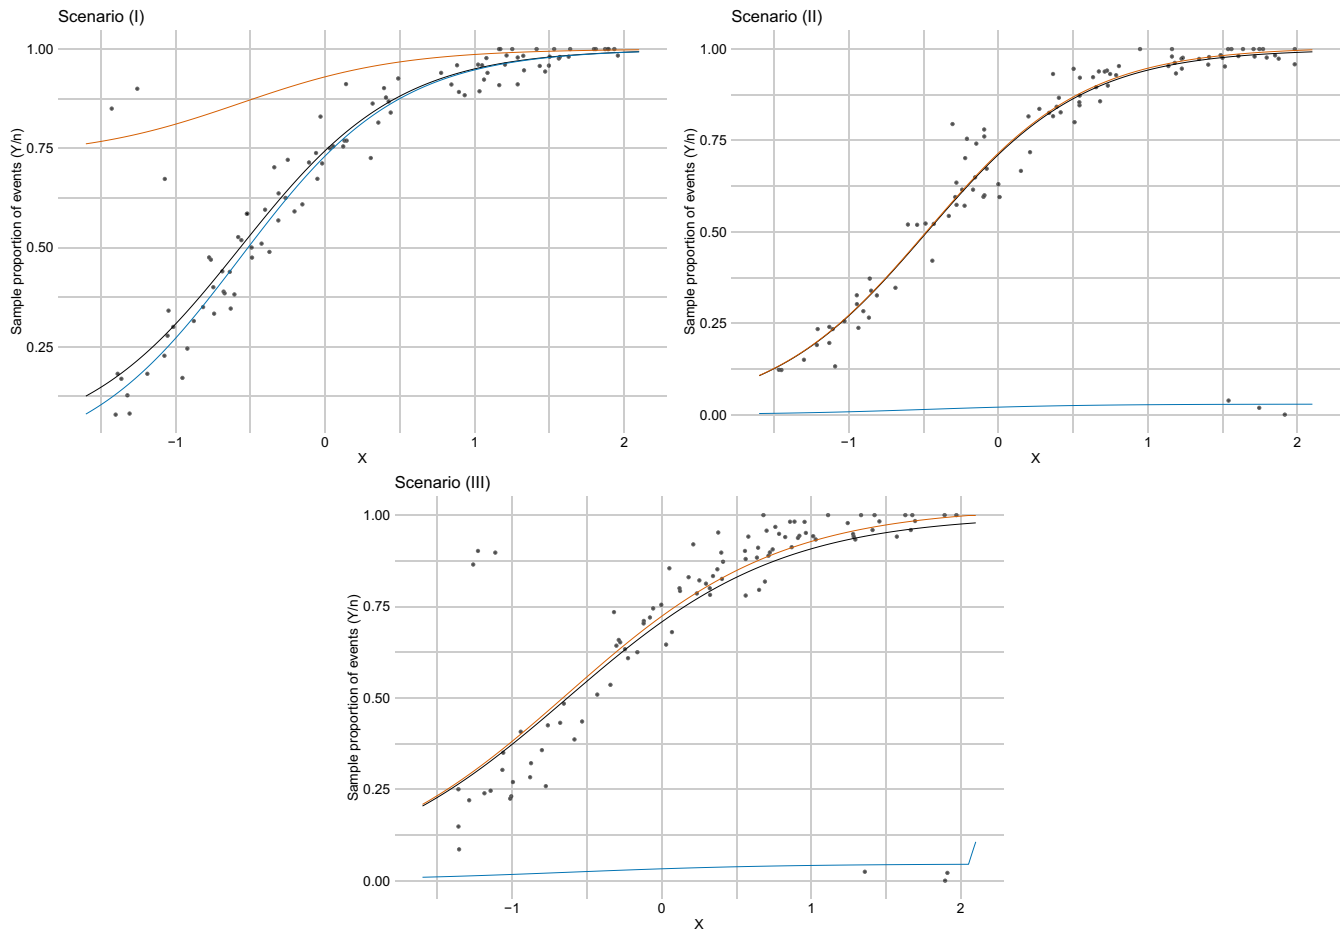 Scenario (I)
Sample proportion of events (Y/n)
1.00
0.75
0.50
0.25
−1
0
1
2
X
Scenario (II)
Sample proportion of events (Y/n)
1.00
0.75
0.50
0.25
0.00
−1
0
1
2
X
Scenario (III)
Sample proportion of events (Y/n)
1.00
0.75
0.50
0.25
0.00
−1
0
1
2
X